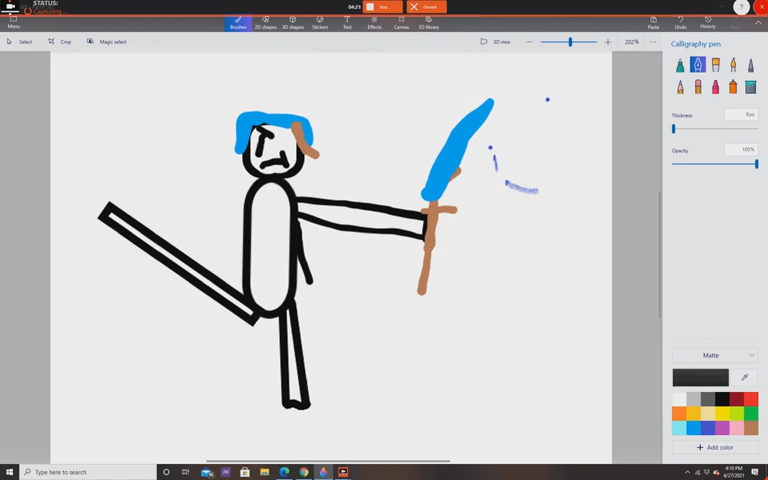 STATUS:
Capturing...
04:21
Stop...
Discard
?
Menu
Brushes
2D shapes
3D shapes
Stickers
Text
Effects
Canvas
3D library
Paste
Undo
History
Select
Crop
Magic select
3D view
202%
Calligraphy pen
Thickness
8px
Opacity
100%
Matte
+ Add color
Type here to search
4:10 PM
4/27/2021